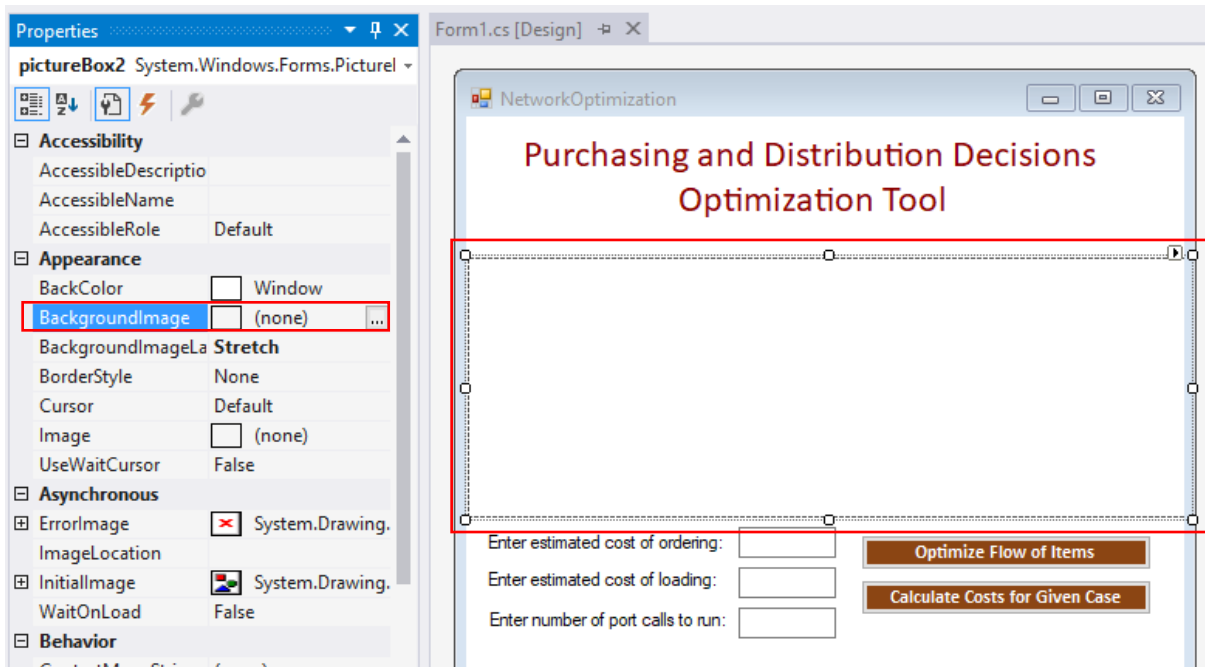 Properties
pictureBox2 System.Windows.Forms.PictureI
Accessibility
AccessibleDescriptio
AccessibleName
AccessibleRole Default
Appearance
BackColor Window
BackgroundImage (none) ...
BackgroundImageLa Stretch
BorderStyle None
Cursor Default
Image (none)
UseWaitCursor False
Asynchronous
ErrorImage System.Drawing.
ImageLocation
InitialImage System.Drawing.
WaitOnLoad False
Behavior
Form1.cs [Design]
NetworkOptimization
Purchasing and Distribution Decisions
Optimization Tool
Enter estimated cost of ordering:
Optimize Flow of Items
Enter estimated cost of loading:
Calculate Costs for Given Case
Enter number of port calls to run: